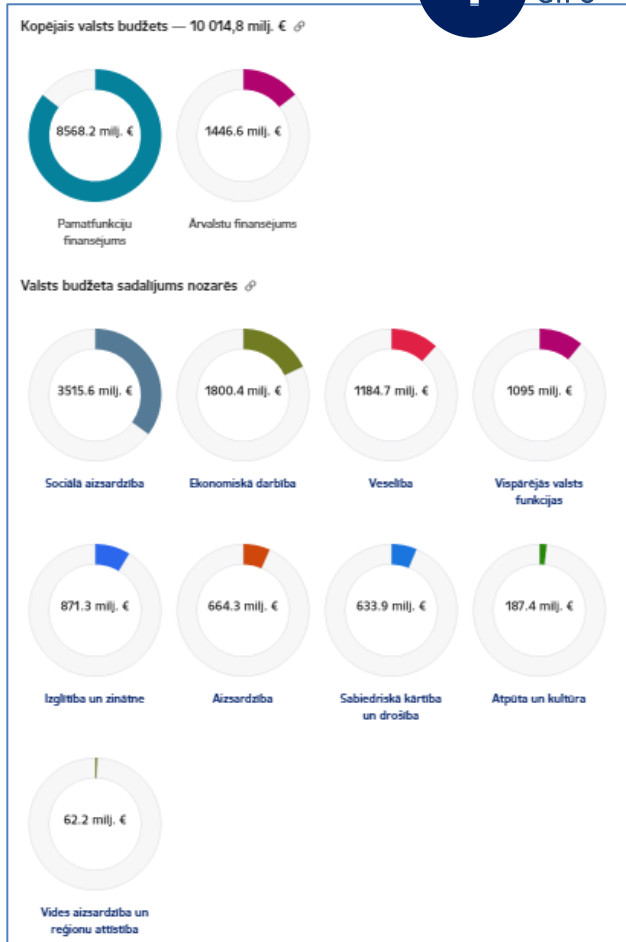 Kopējais valsts budžets — 10 014,8 milj. €
8568.2 milj. €
1446.6 milj. €
Pamatfunkciju
finansējums
Ārvalstu finansējums
Valsts budžeta sadalījums nozarēs
3515.6 milj. €
1800.4 milj. €
1184.7 milj. €
1095 milj. €
Sociālā aizsardzība
Ekonomiskā darbība
Veselība
Vispārējās valsts
funkcijas
871.3 milj. €
664.3 milj. €
633.9 milj. €
187.4 milj. €
Izglītība un zinātne
Aizsardzība
Sabiedriskā kārtība
un drošība
Atpūta un kultūra
62.2 milj. €
Vides aizsardzība un
reģionu attīstība